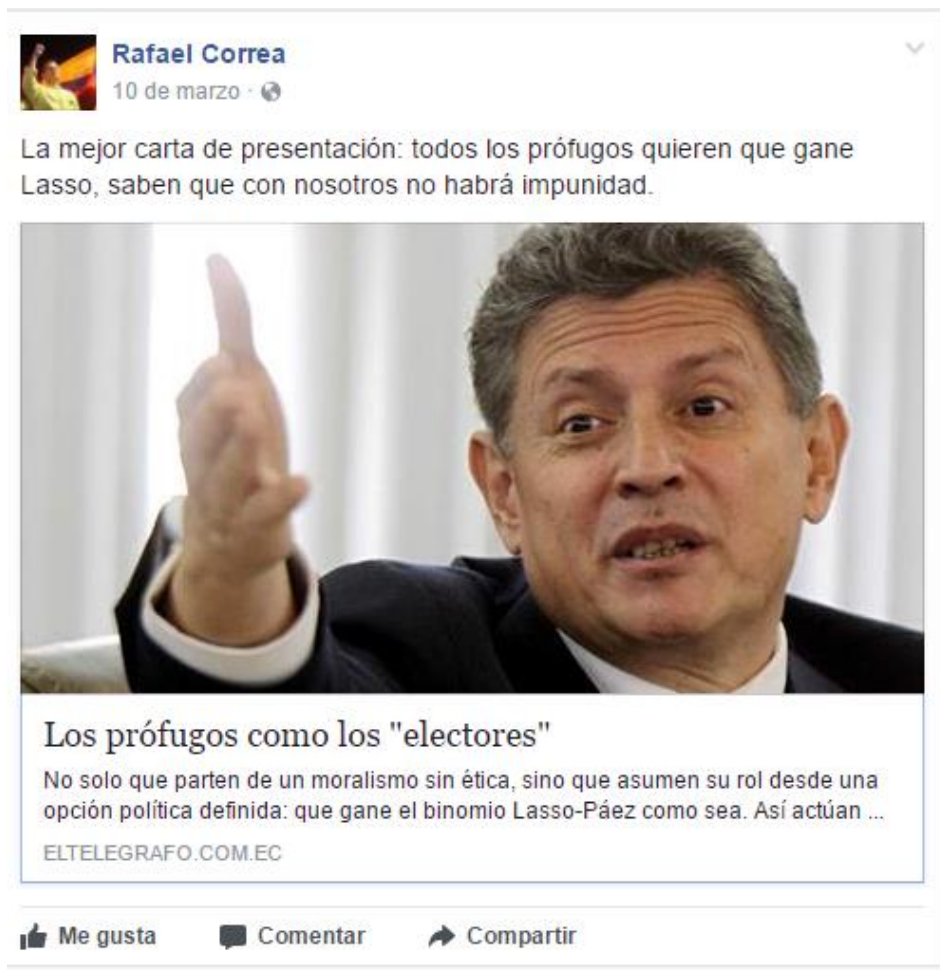 Rafael Correa
10 de marzo ·
La mejor carta de presentación: todos los prófugos quieren que gane
Lasso, saben que con nosotros no habrá impunidad.
Los prófugos como los "electores"
No solo que parten de un moralismo sin ética, sino que asumen su rol desde una
opción política definida: que gane el binomio Lasso-Páez como sea. Así actúan ...
ELTELEGRAFO.COM.EC
Me gusta Comentar Compartir